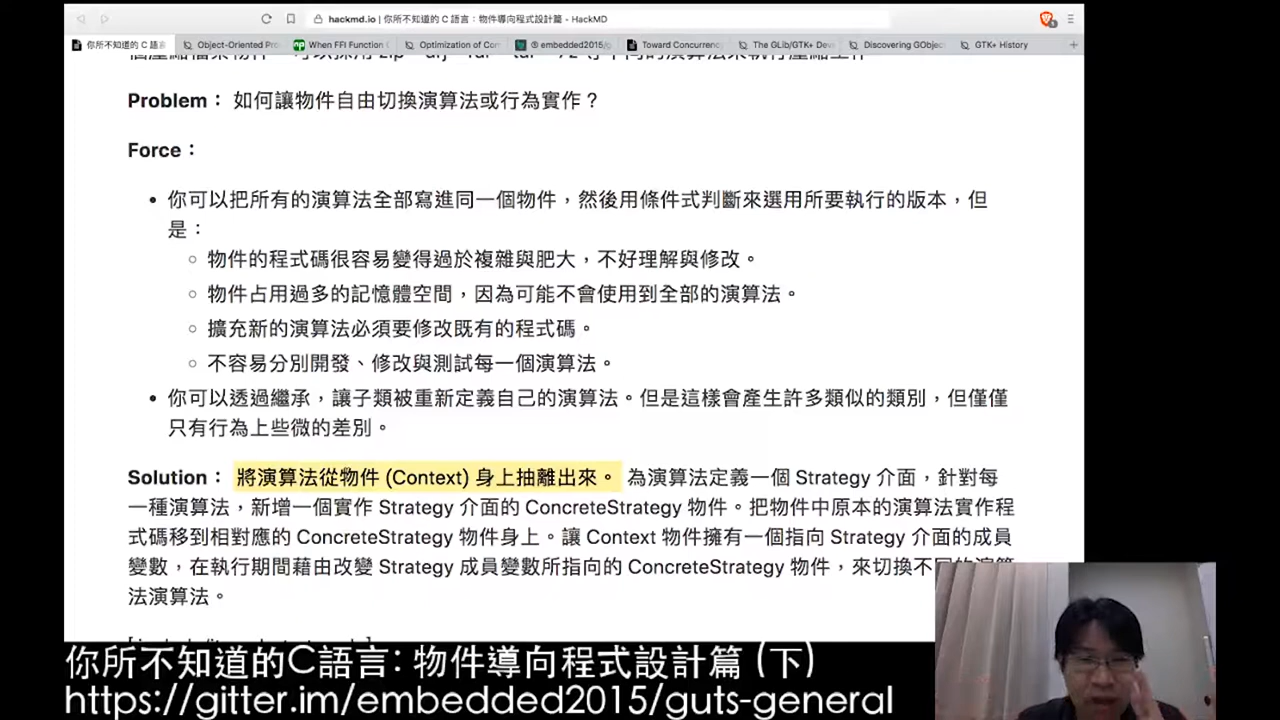 hackmd.io | 你所不知道的 C 語言：物件導向程式設計篇 - HackMD
你所不知道的 C 語言 Object-Oriented Pro When FFI Function Optimization of Con embedded2015/ Toward Concurrenc The GLib/GTK+ Dev Discovering GObjec GTK+ History
Problem： 如何讓物件自由切換演算法或行為實作？
Force：
• 你可以把所有的演算法全部寫進同一個物件，然後用條件式判斷來選用所要執行的版本，但
是：
◦ 物件的程式碼很容易變得過於複雜與肥大，不好理解與修改。
◦ 物件占用過多的記憶體空間，因為可能不會使用到全部的演算法。
◦ 擴充新的演算法必須要修改既有的程式碼。
◦ 不容易分別開發、修改與測試每一個演算法。
• 你可以透過繼承，讓子類被重新定義自己的演算法。但是這樣會產生許多類似的類別，但僅僅
只有行為上些微的差別。
Solution： 將演算法從物件 (Context) 身上抽離出來。 為演算法定義一個 Strategy 介面，針對每
一種演算法，新增一個實作 Strategy 介面的 ConcreteStrategy 物件。把物件中原本的演算法實作程
式碼移到相對應的 ConcreteStrategy 物件身上。讓 Context 物件擁有一個指向 Strategy 介面的成員
變數，在執行期間藉由改變 Strategy 成員變數所指向的 ConcreteStrategy 物件，來切換不同的演算
法演算法。
你所不知道的C語言: 物件導向程式設計篇 (下)
https://gitter.im/embedded2015/guts-general